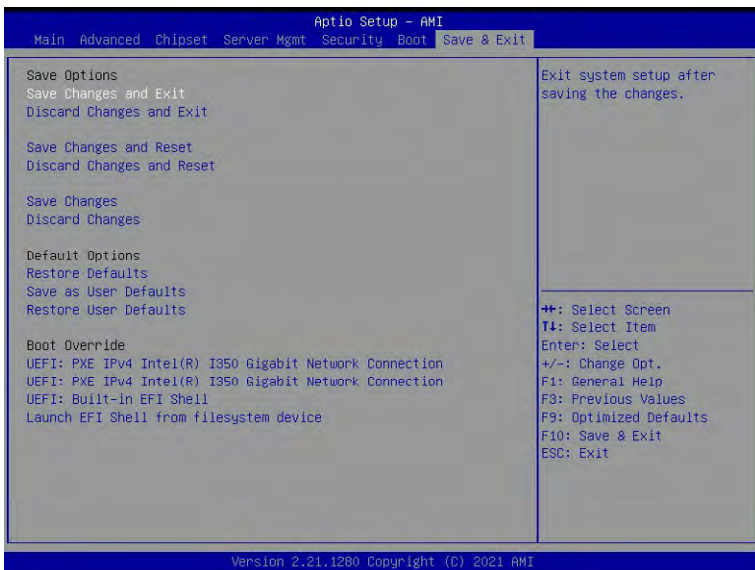 Aptio Setup - AMI
Main Advanced Chipset Server Mgmt Security Boot Save & Exit
Save Options
Save Changes and Exit
Discard Changes and Exit
Save Changes and Reset
Discard Changes and Reset
Save Changes
Discard Changes
Default Options
Restore Defaults
Save as User Defaults
Restore User Defaults
Boot Override
UEFI: PXE IPv4 Intel(R) I350 Gigabit Network Connection
UEFI: PXE IPv4 Intel(R) I350 Gigabit Network Connection
UEFI: Built-in EFI Shell
Launch EFI Shell from filesystem device
Exit system setup after
saving the changes.
→←: Select Screen
↑↓: Select Item
Enter: Select
+/-: Change Opt.
F1: General Help
F3: Previous Values
F9: Optimized Defaults
F10: Save & Exit
ESC: Exit
Version 2.21.1280 Copyright (C) 2021 AMI